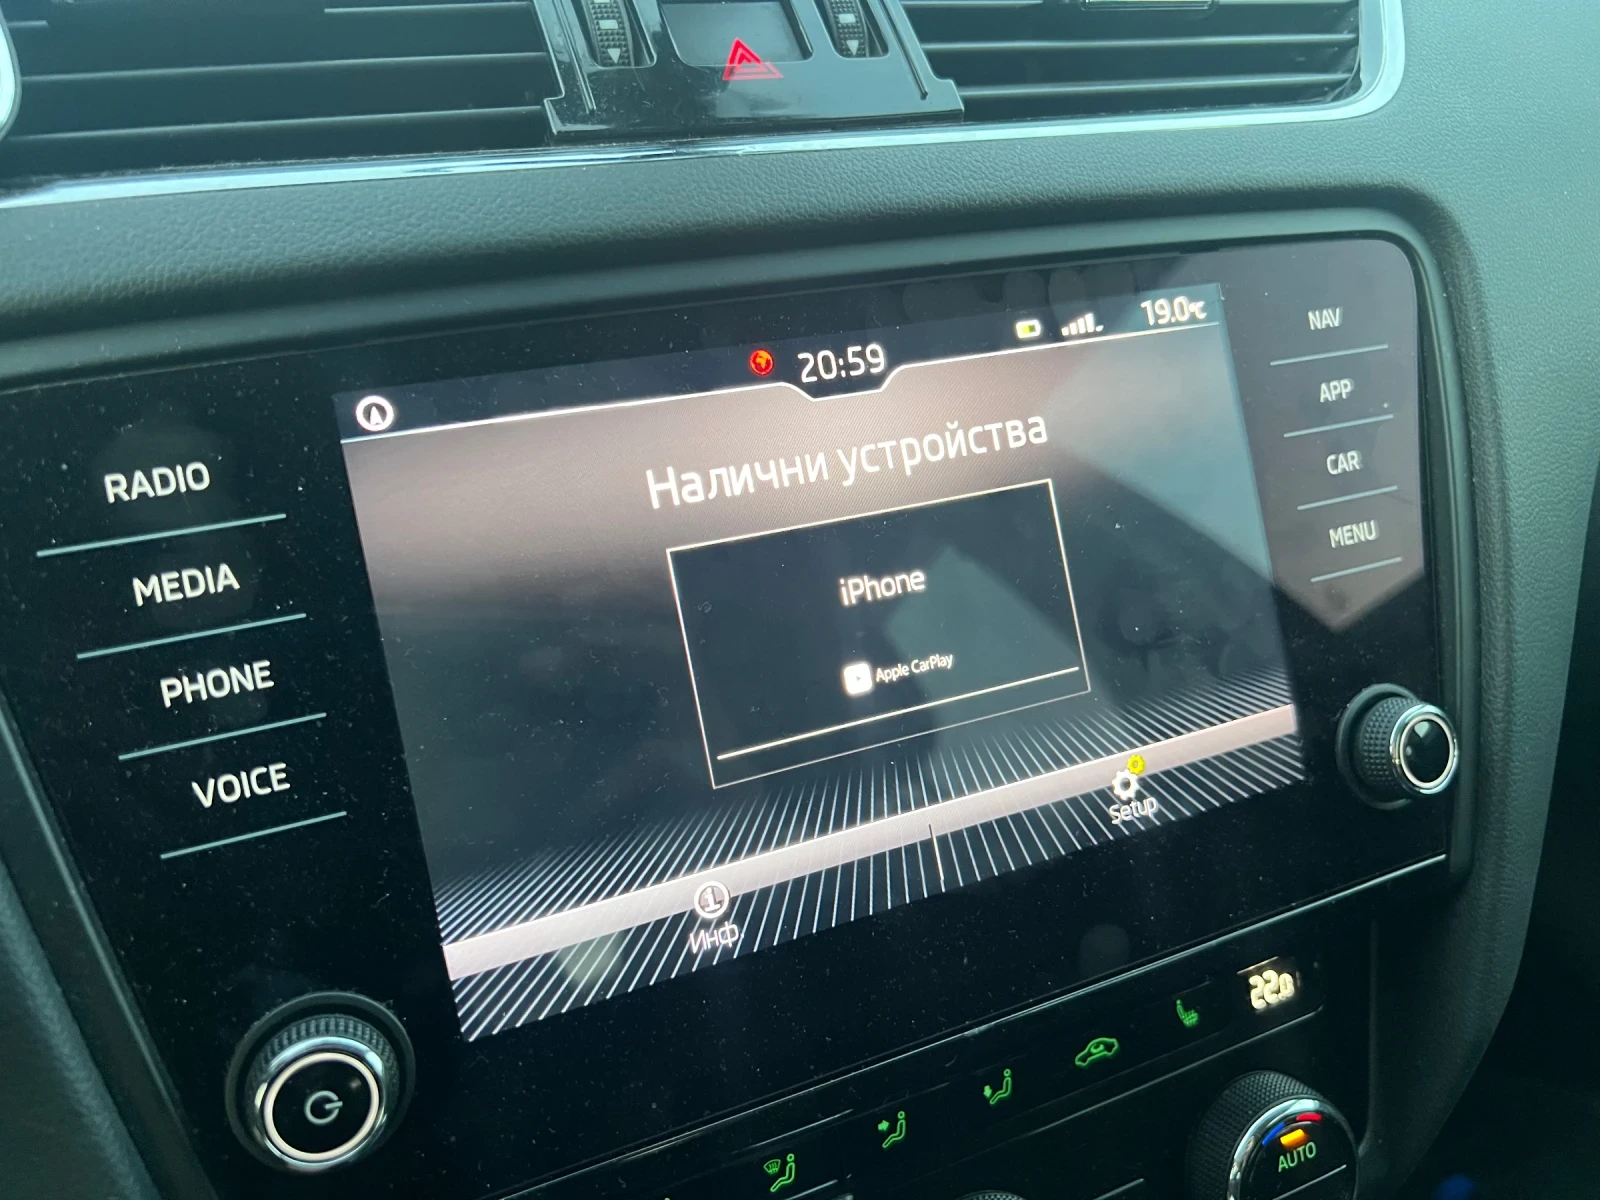 20:59
19.0℃
Налични устройства
iPhone
Apple CarPlay
Инф.
Setup
RADIO
MEDIA
PHONE
VOICE
NAV
APP
CAR
MENU
22.0
AUTO